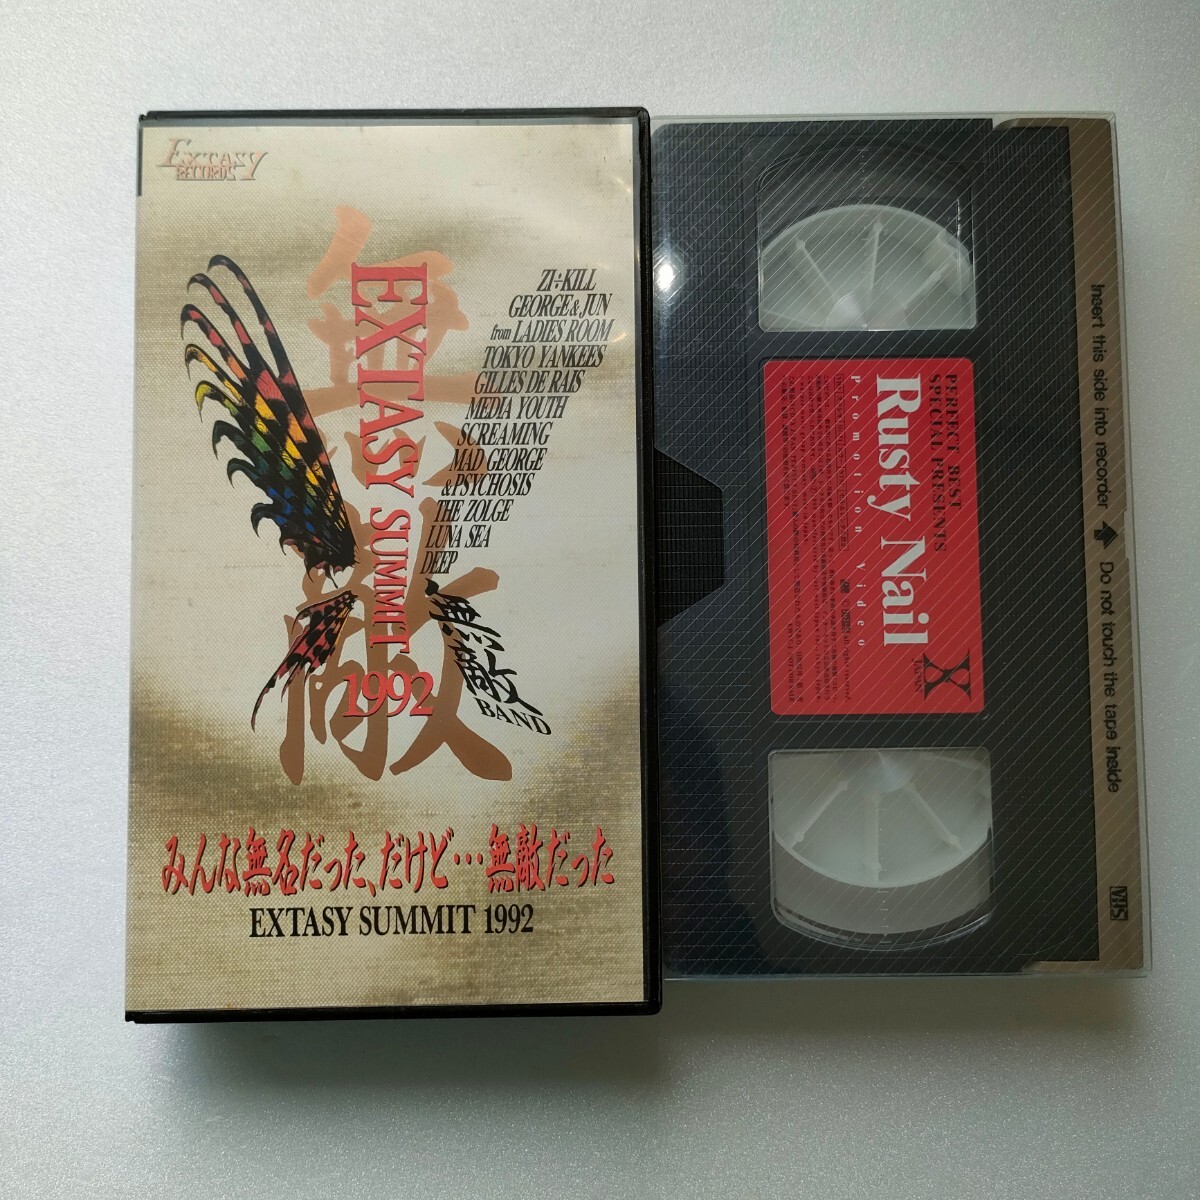 EXTASY
RECORDS
無敵
EXTASY SUMMIT 1992
ZI÷KILL
GEORGE & JUN
from LADIES ROOM
TOKYO YANKEES
GILLES DE RAIS
MEDIA YOUTH
SCREAMING
MAD GEORGE
& PSYCHOSIS
THE ZOLGE
LUNA SEA
DEEP
無敵
BAND
みんな無名だった、だけど…無敵だった
EXTASY SUMMIT 1992
PERFECT BEST
SPECIAL PRESENTS
Rusty Nail
Promotion Video
X
JAPAN
Insert this side into recorder
Do not touch the tape inside
VHS